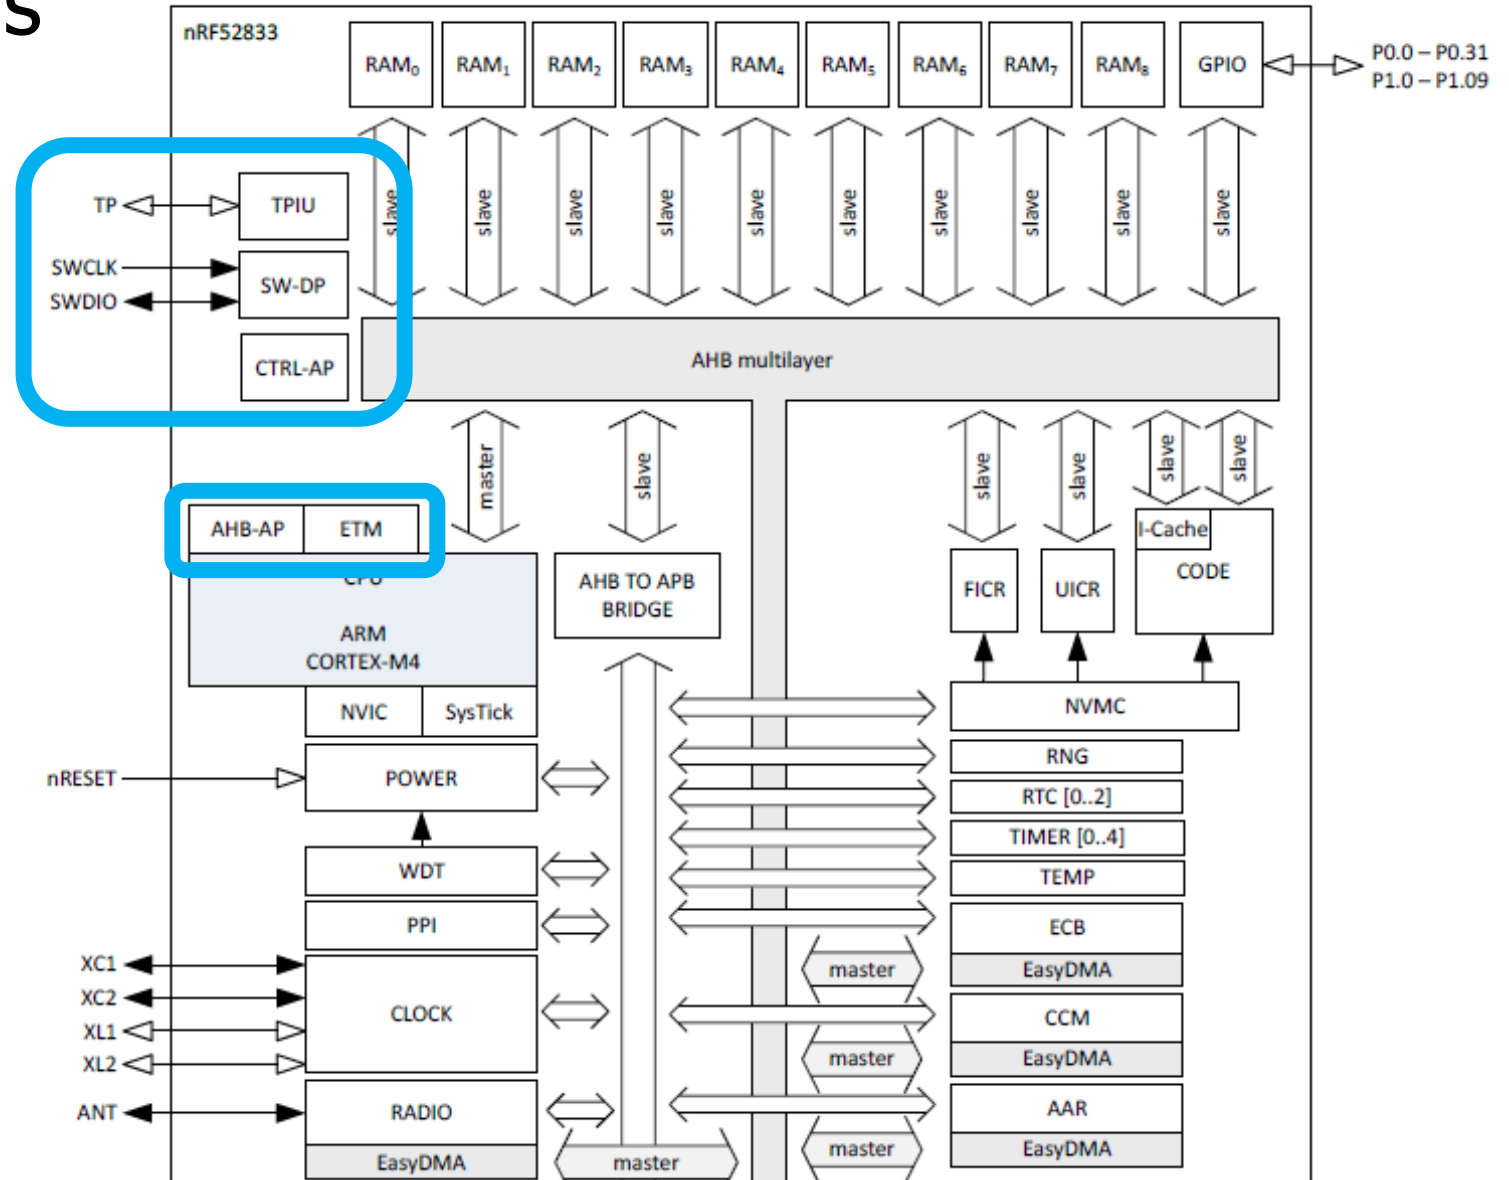 s
nRF52833
RAM0 RAM1 RAM2 RAM3 RAM4 RAM5 RAM6 RAM7 RAM8 GPIO
P0.0 – P0.31
P1.0 – P1.09
slave slave slave slave slave slave slave slave slave slave
TP TPIU
SWCLK
SWDIO
SW-DP
CTRL-AP
AHB multilayer
master slave slave slave slave slave
AHB-AP ETM
CPU
ARM
CORTEX-M4
NVIC SysTick
AHB TO APB
BRIDGE
FICR UICR
I-Cache
CODE
NVMC
nRESET POWER
RNG
RTC [0..2]
TIMER [0..4]
WDT
TEMP
PPI
ECB
master EasyDMA
XC1
XC2
XL1
XL2
CLOCK
CCM
master EasyDMA
ANT RADIO
AAR
master EasyDMA
EasyDMA master